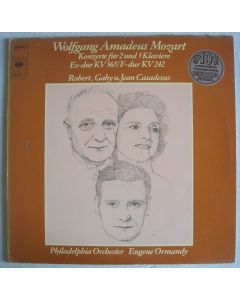 Wolfgang Amadeus Mozart
Konzerte für 2 und 3 Klaviere
Es-dur KV 365/F-dur KV 242
Robert, Gaby u. Jean Casadesus
Philadelphia Orchester Eugene Ormandy